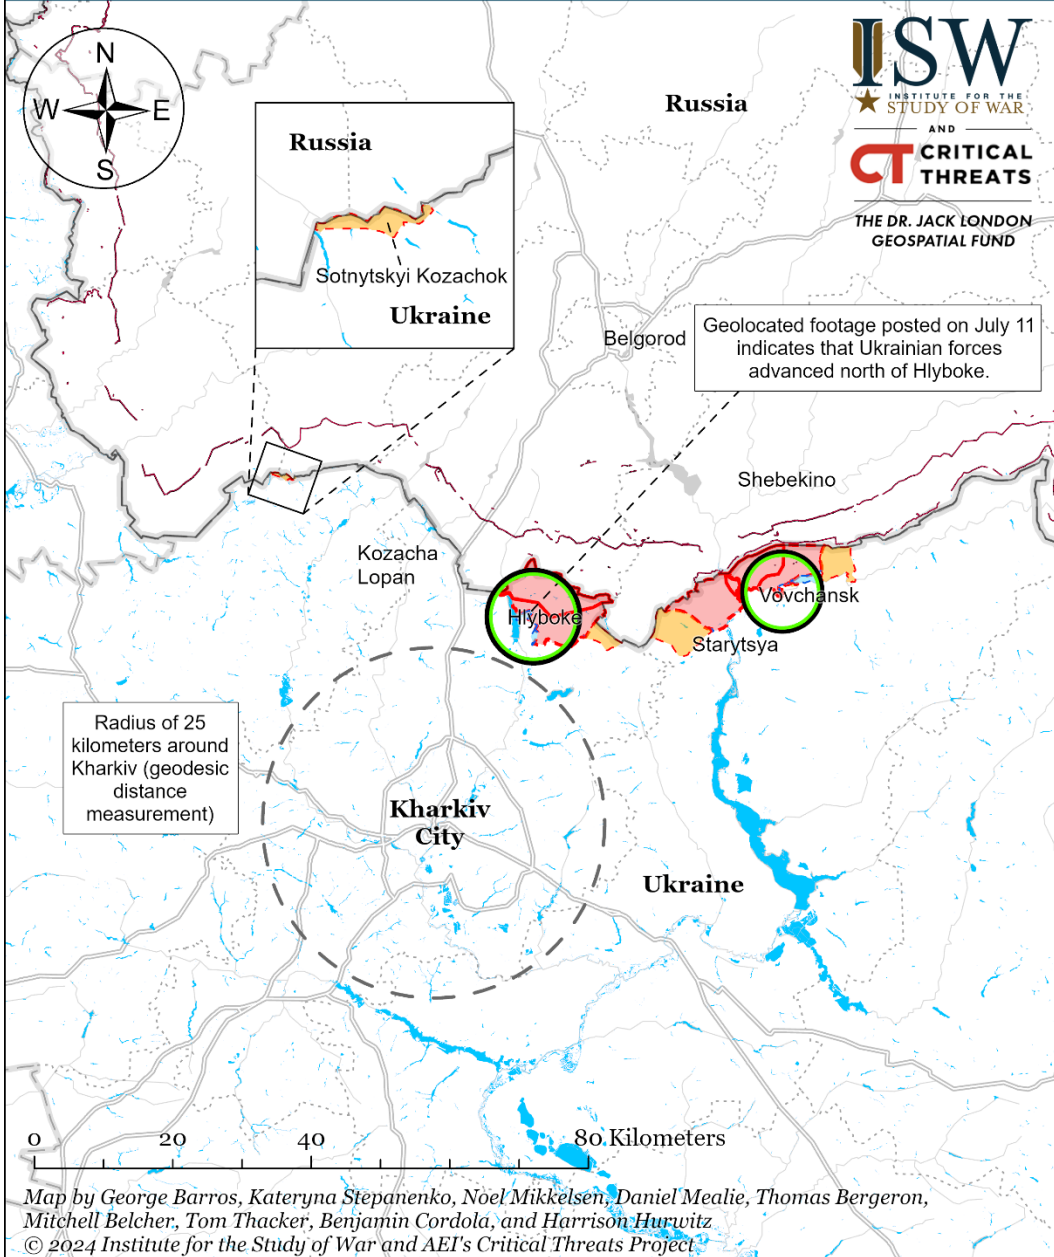 N
W
E
S
ISW
INSTITUTE FOR THE
STUDY OF WAR
AND
CT CRITICAL
THREATS
THE DR. JACK LONDON
GEOSPATIAL FUND
Russia
Russia
Sotnytskyi Kozachok
Ukraine
Belgorod
Geolocated footage posted on July 11
indicates that Ukrainian forces
advanced north of Hlyboke.
Shebekino
Kozacha
Lopan
Hlyboke
Vovchansk
Starytsya
Radius of 25
kilometers around
Kharkiv (geodesic
distance
measurement)
Kharkiv
City
Ukraine
0 20 40 80 Kilometers
Map by George Barros, Kateryna Stepanenko, Noel Mikkelsen, Daniel Mealie, Thomas Bergeron,
Mitchell Belcher, Tom Thacker, Benjamin Cordola, and Harrison Hurwitz
© 2024 Institute for the Study of War and AEI's Critical Threats Project